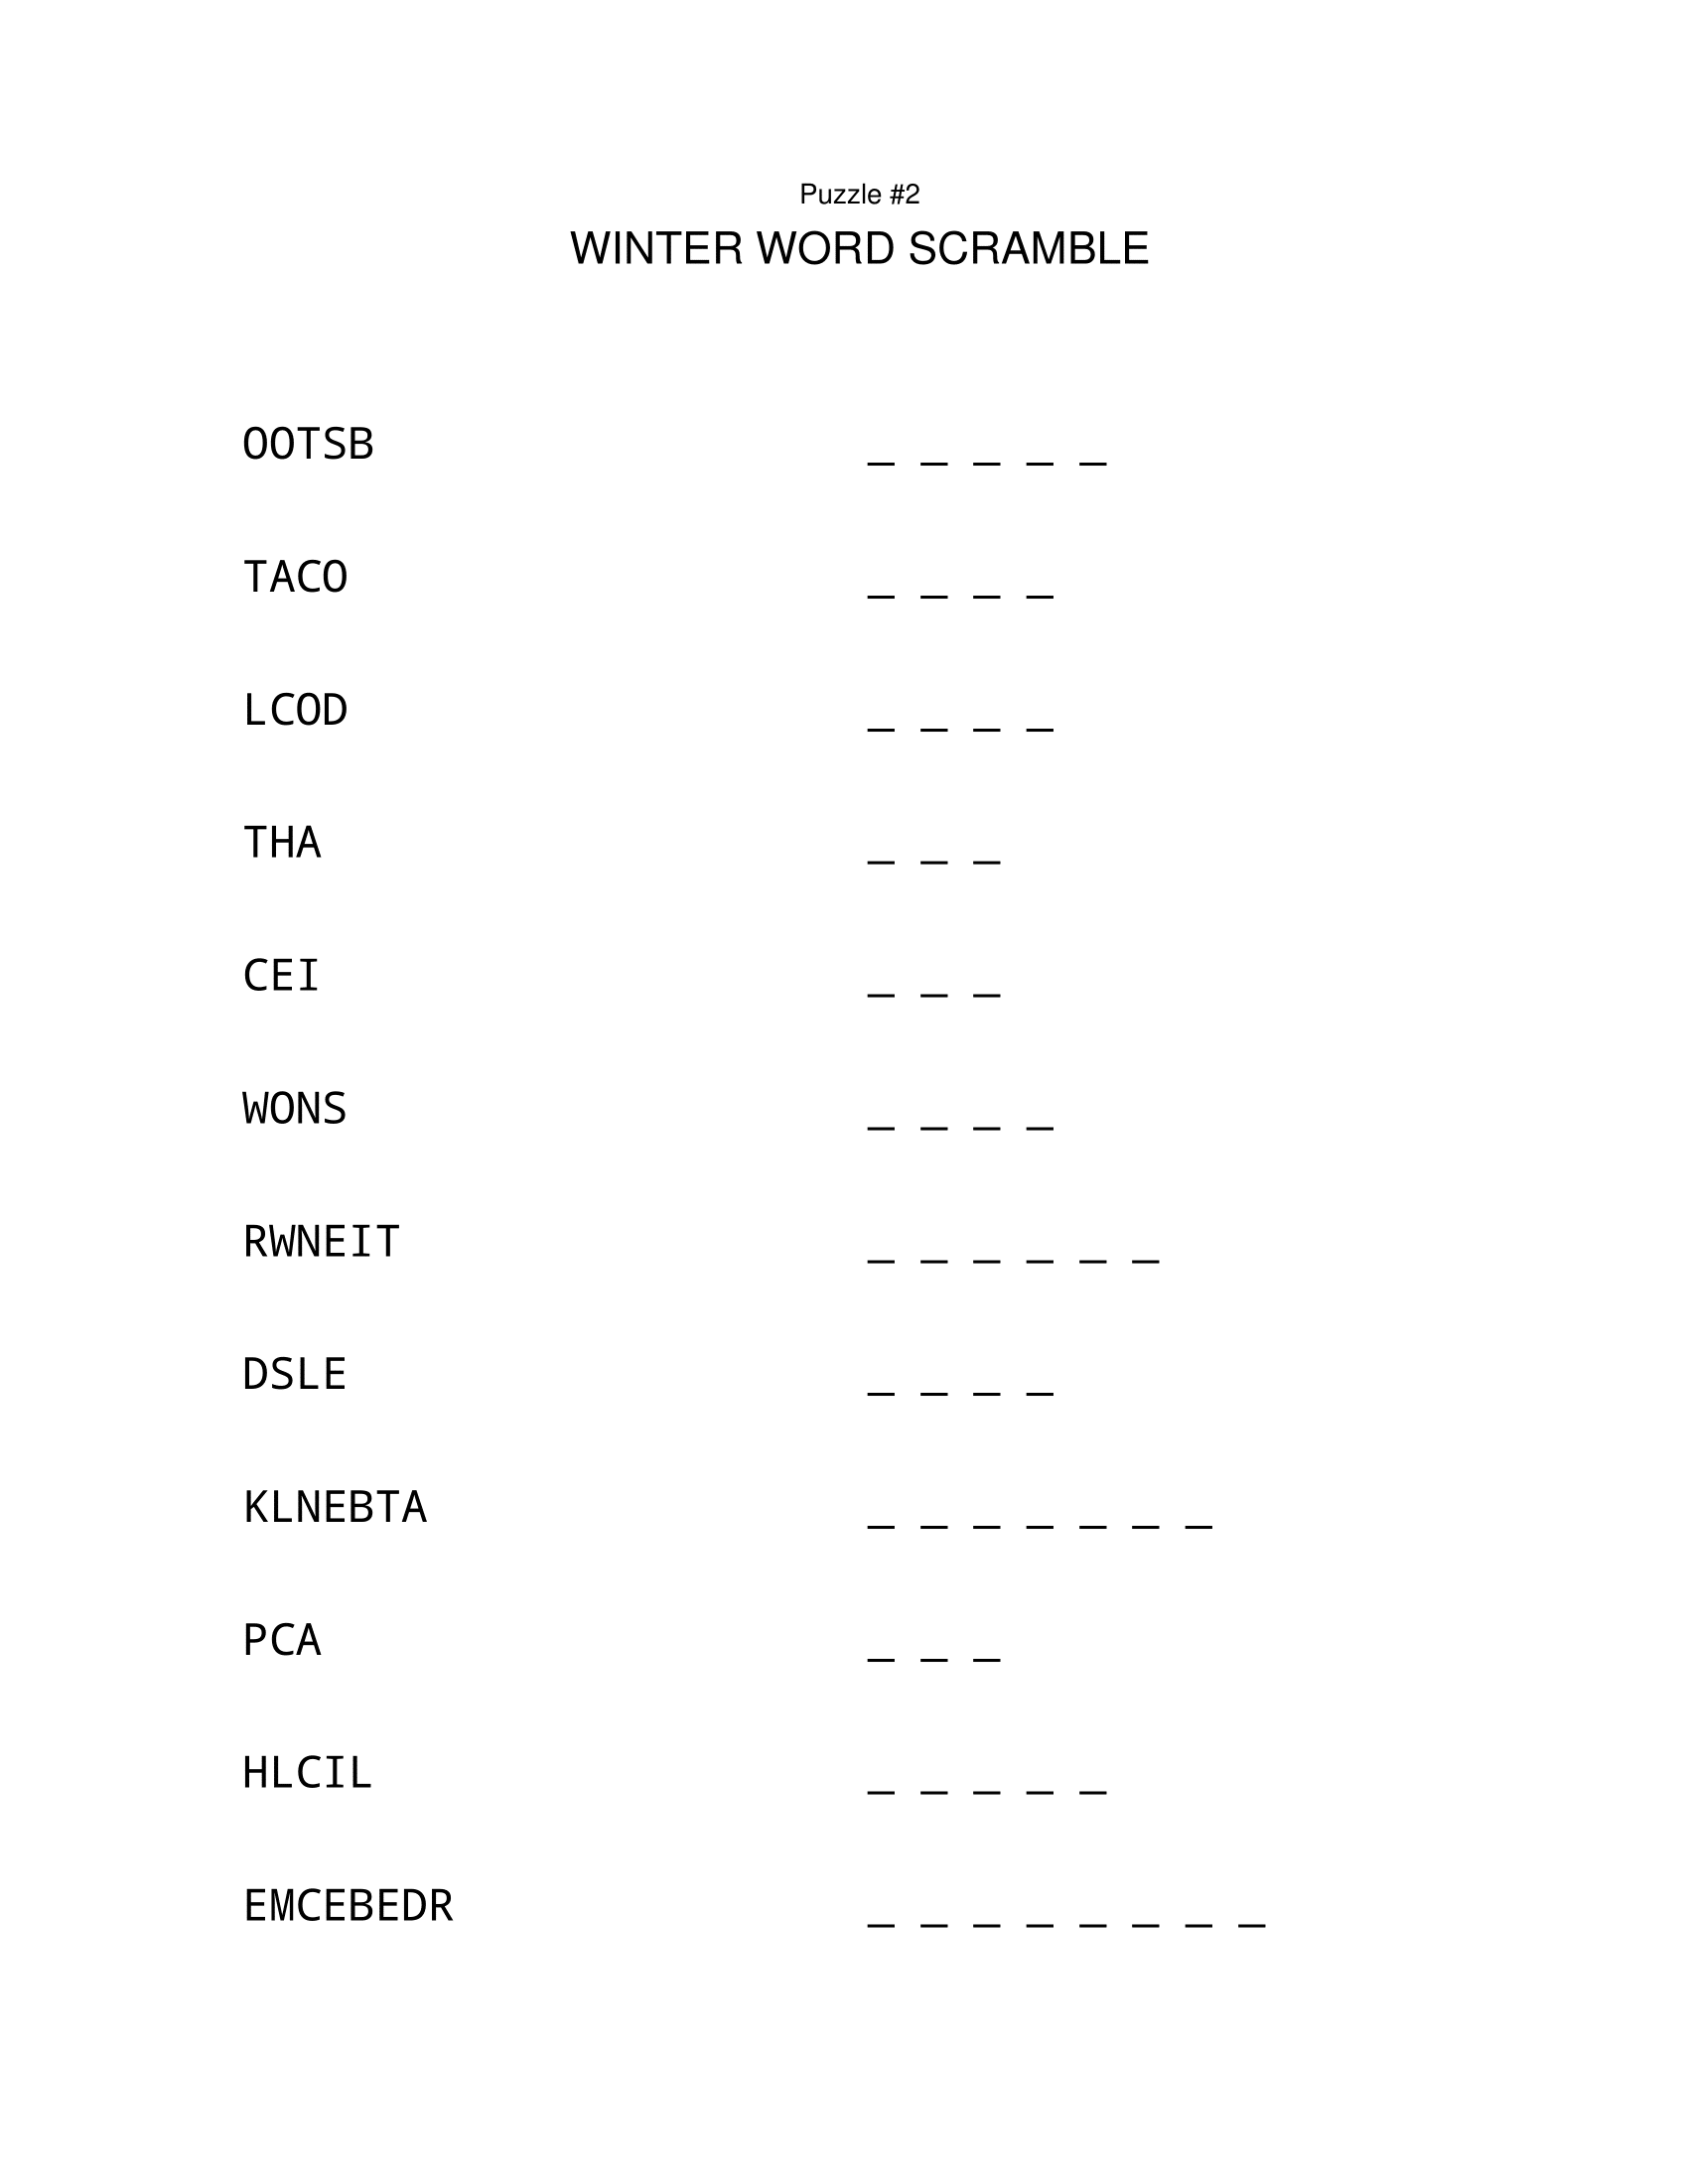 Puzzle #2
WINTER WORD SCRAMBLE
OOTSB _ _ _ _ _
TACO _ _ _ _
LCOD _ _ _ _
THA _ _ _
CEI _ _ _
WONS _ _ _ _
RWNEIT _ _ _ _ _ _
DSLE _ _ _ _
KLNEBTA _ _ _ _ _ _ _
PCA _ _ _
HLCIL _ _ _ _ _
EMCEBEDR _ _ _ _ _ _ _ _